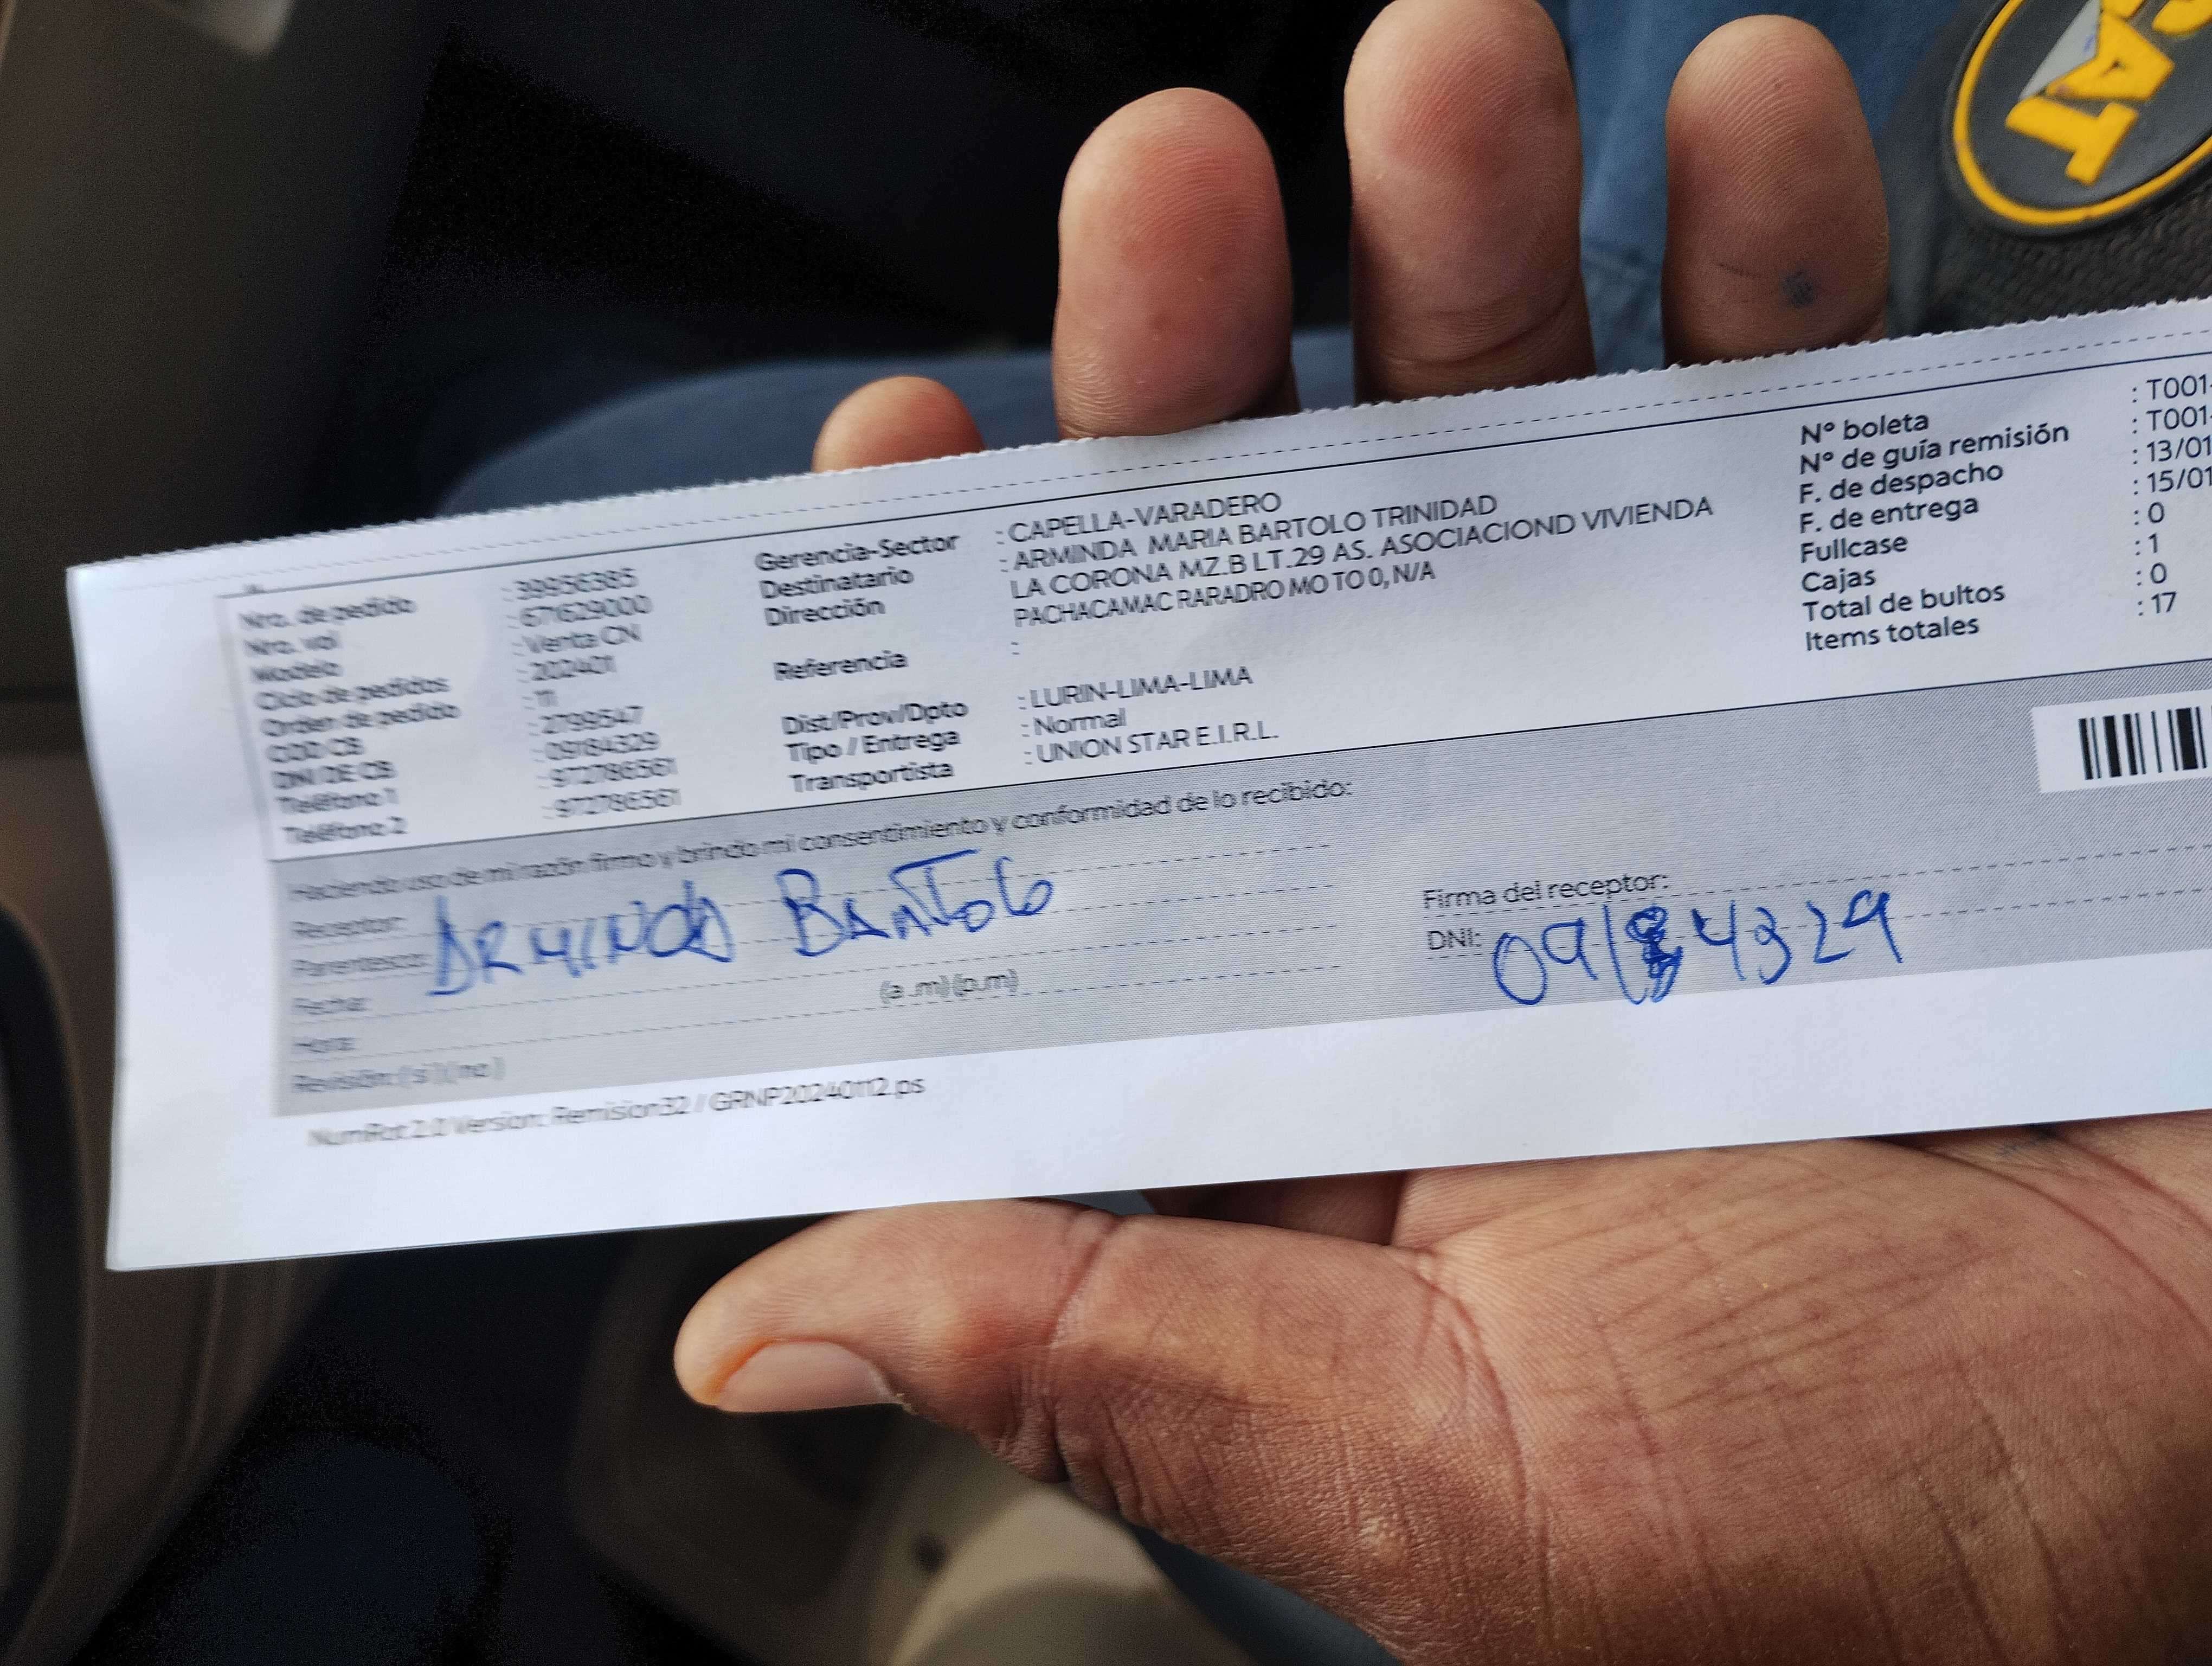 CAT
Nro. de pedido : 39956385
Nro. val : 671629000
Modelo : Venta CN
Ciclo de pedidos : 202401
Orden de pedido : 11
COD CB : 2799547
DNI DE CB : 09184329
Teléfono 1 : 972786561
Teléfono 2 : 972786561
Gerencia-Sector : CAPELLA-VARADERO
Destinatario : ARMINDA MARIA BARTOLO TRINIDAD
Dirección LA CORONA MZ.B LT.29 AS. ASOCIACIOND VIVIENDA
PACHACAMAC RARADRO MO TO 0, N/A
Referencia :
Dist/Prov/Dpto : LURIN-LIMA-LIMA
Tipo / Entrega : Normal
Transportista : UNION STAR E.I.R.L.
N° boleta : T001-
N° de guía remisión : T001-
F. de despacho : 13/01
F. de entrega : 15/01
Fullcase : 0
Cajas : 1
Total de bultos : 0
Items totales : 17
Haciendo uso de mi razón firmo y brindo mi consentimiento y conformidad de lo recibido:
Receptor:
Parentesco: ARMINDA BARTOLO
Fecha:
Hora: (a .m) (p.m)
Revisión: ( si ) ( no )
Firma del receptor:
DNI: 09184329
NumRot 2.0 Version: Remision32 // GRNP20240112.ps